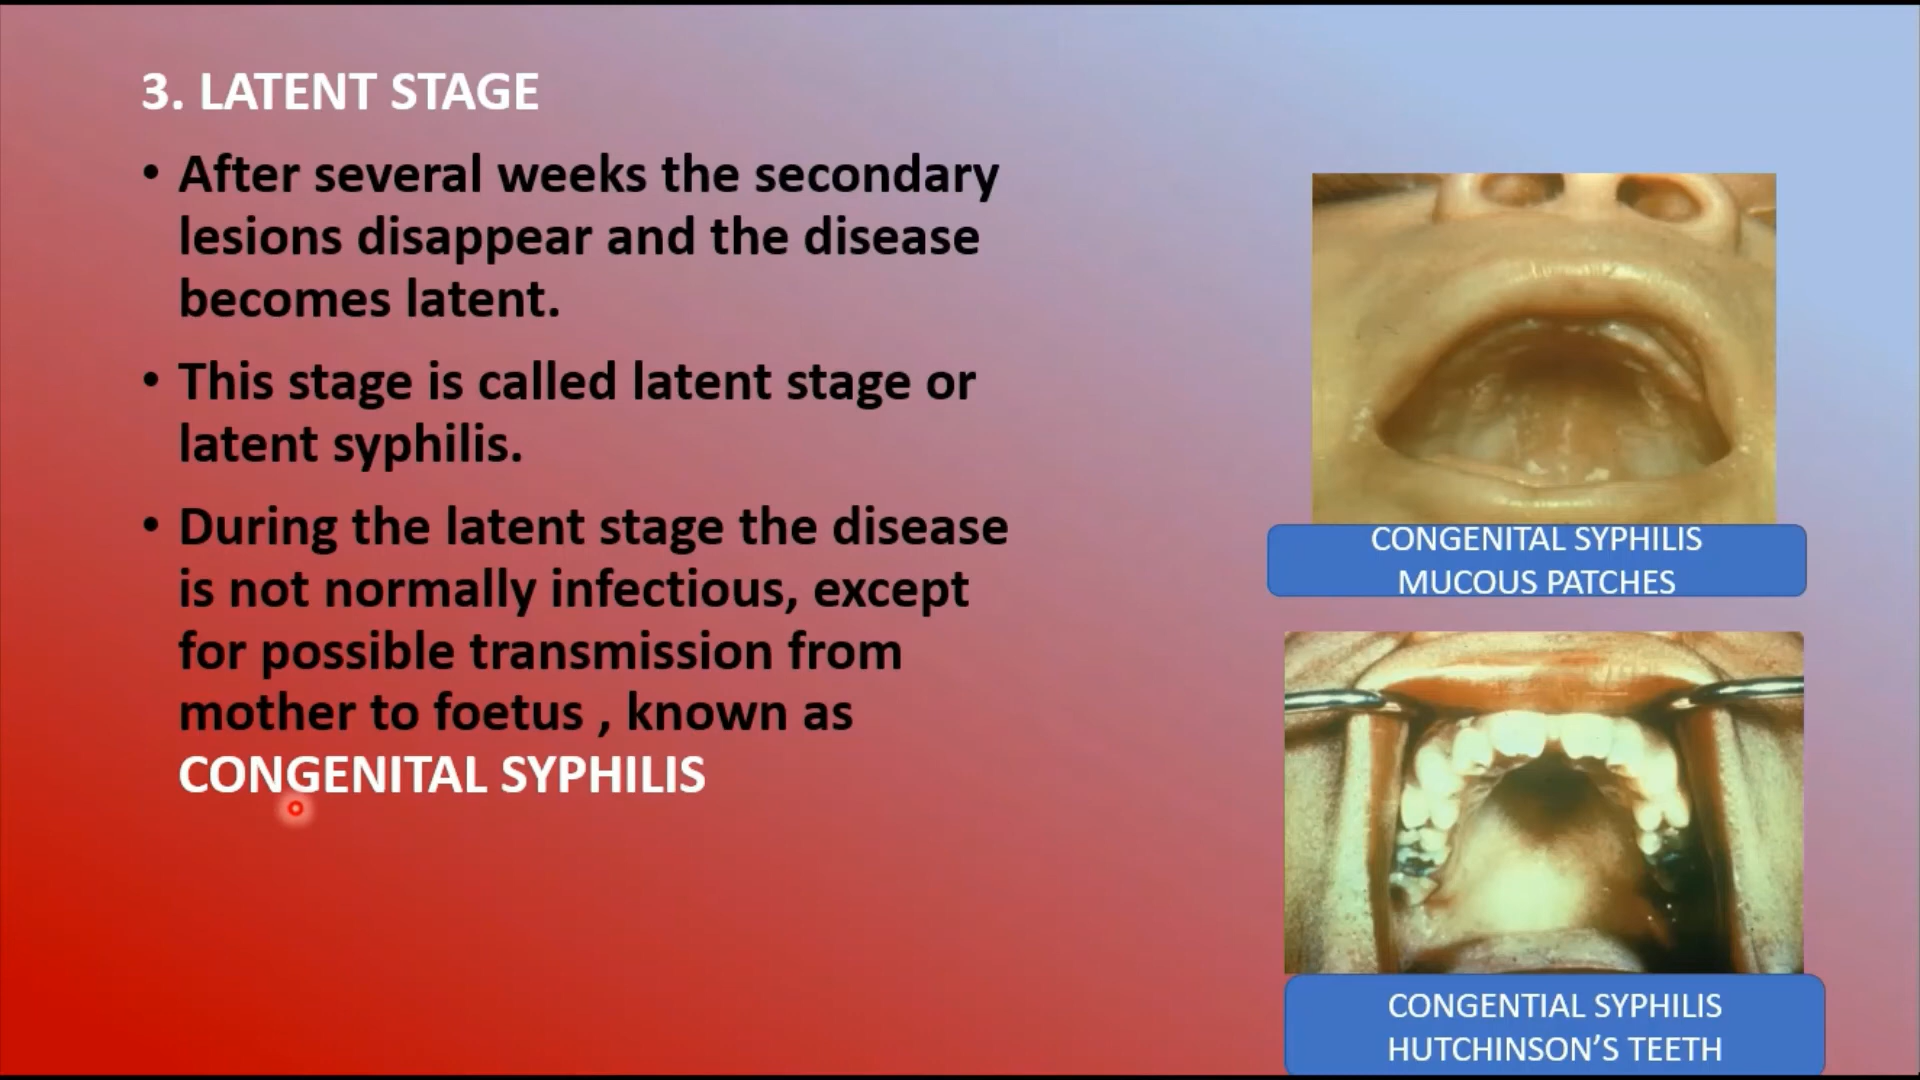 3. LATENT STAGE
• After several weeks the secondary
lesions disappear and the disease
becomes latent.
• This stage is called latent stage or
latent syphilis.
• During the latent stage the disease
is not normally infectious, except
for possible transmission from
mother to foetus , known as
CONGENITAL SYPHILIS
CONGENITAL SYPHILIS
MUCOUS PATCHES
CONGENTIAL SYPHILIS
HUTCHINSON’S TEETH